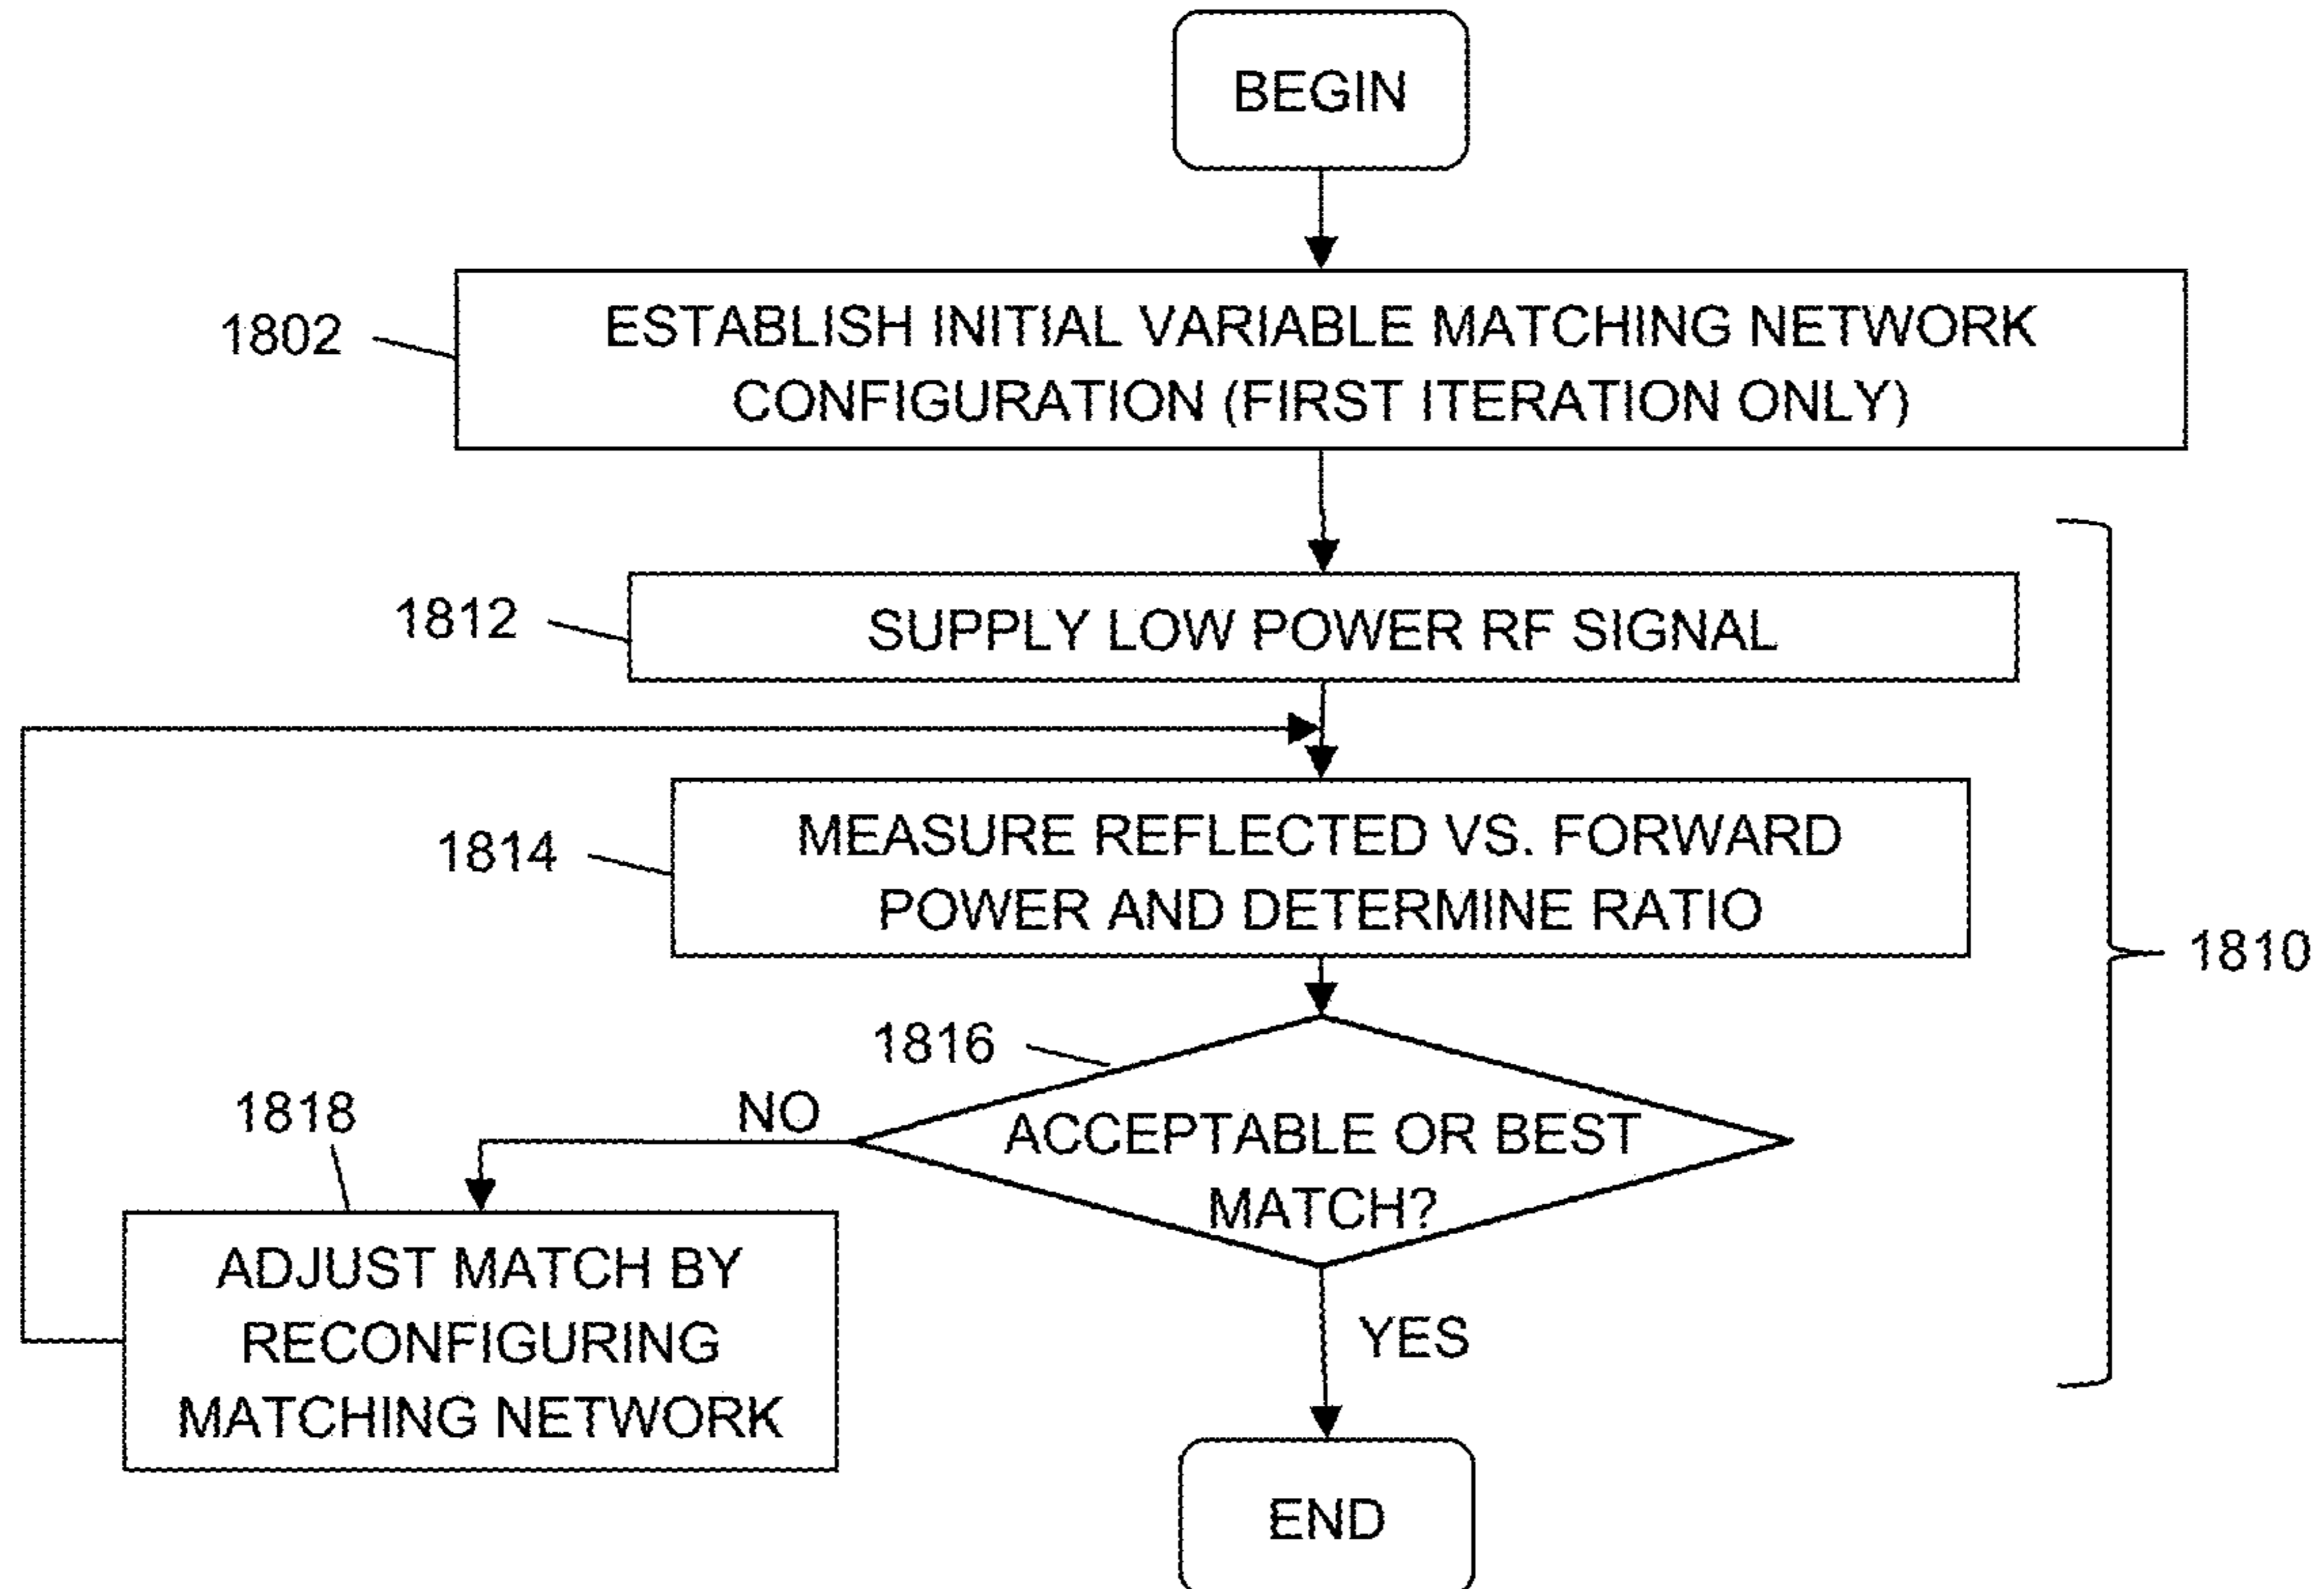 BEGIN
1802
ESTABLISH INITIAL VARIABLE MATCHING NETWORK
CONFIGURATION (FIRST ITERATION ONLY)
1812
SUPPLY LOW POWER RF SIGNAL
1814
MEASURE REFLECTED VS. FORWARD
POWER AND DETERMINE RATIO
1810
1816
ACCEPTABLE OR BEST
MATCH?
NO
1818
ADJUST MATCH BY
RECONFIGURING
MATCHING NETWORK
YES
END